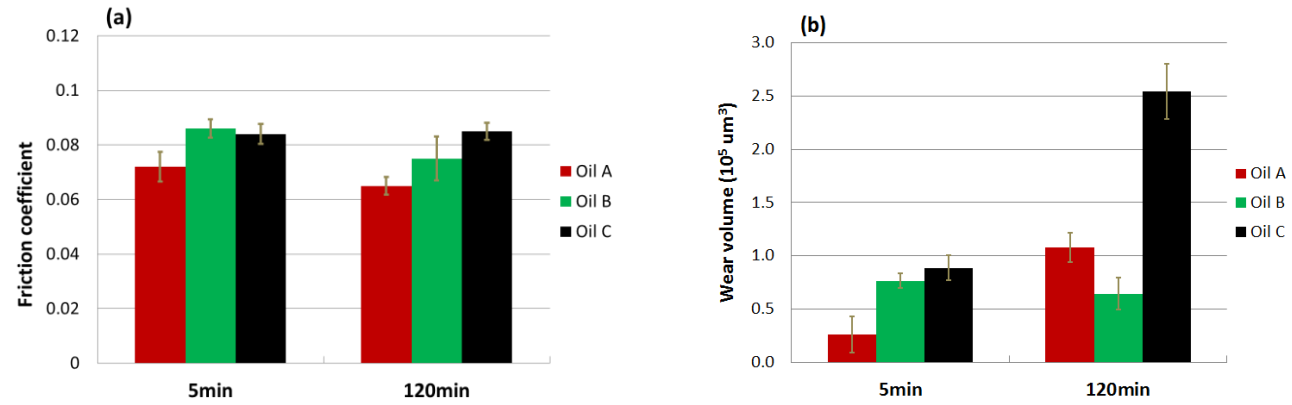 (a)
0.12
0.1
0.08
0.06
0.04
0.02
0
Friction coefficient
5min
120min
Oil A
Oil B
Oil C
(b)
3.0
2.5
2.0
1.5
1.0
0.5
0.0
Wear volume (10⁵ um³)
5min
120min
Oil A
Oil B
Oil C